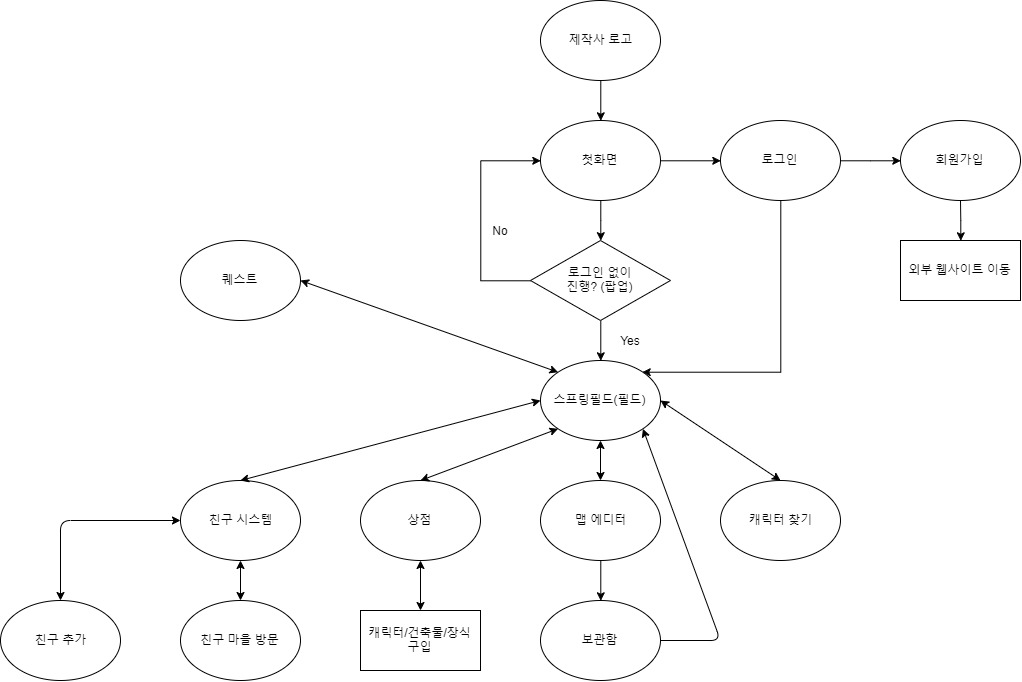 제작사 로고
첫화면
로그인
회원가입
No
로그인 없이
진행? (팝업)
외부 웹사이트 이동
퀘스트
Yes
스프링필드(필드)
친구 시스템
상점
맵 에디터
캐릭터 찾기
친구 추가
친구 마을 방문
캐릭터/건축물/장식
구입
보관함